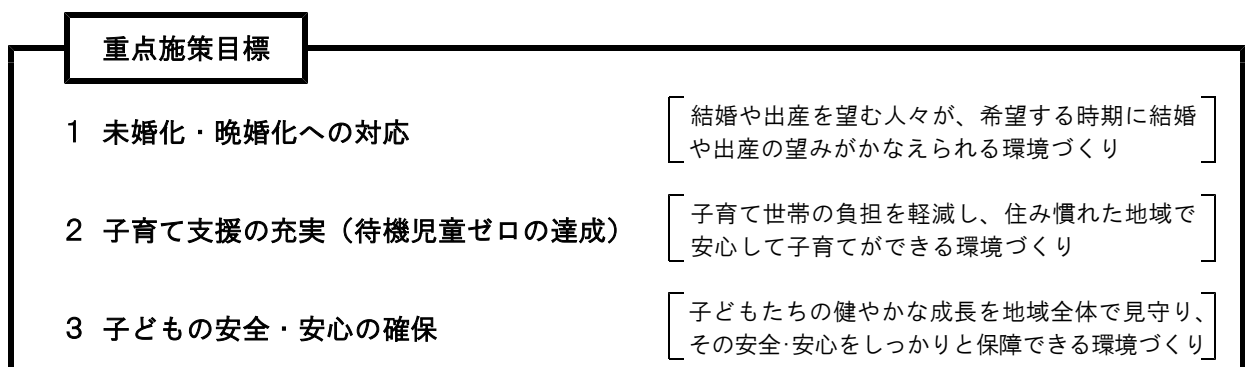 重点施策目標
1 未婚化・晩婚化への対応
結婚や出産を望む人々が、希望する時期に結婚
や出産の望みがかなえられる環境づくり
2 子育て支援の充実（待機児童ゼロの達成）
子育て世帯の負担を軽減し、住み慣れた地域で
安心して子育てができる環境づくり
3 子どもの安全・安心の確保
子どもたちの健やかな成長を地域全体で見守り、
その安全･安心をしっかりと保障できる環境づくり